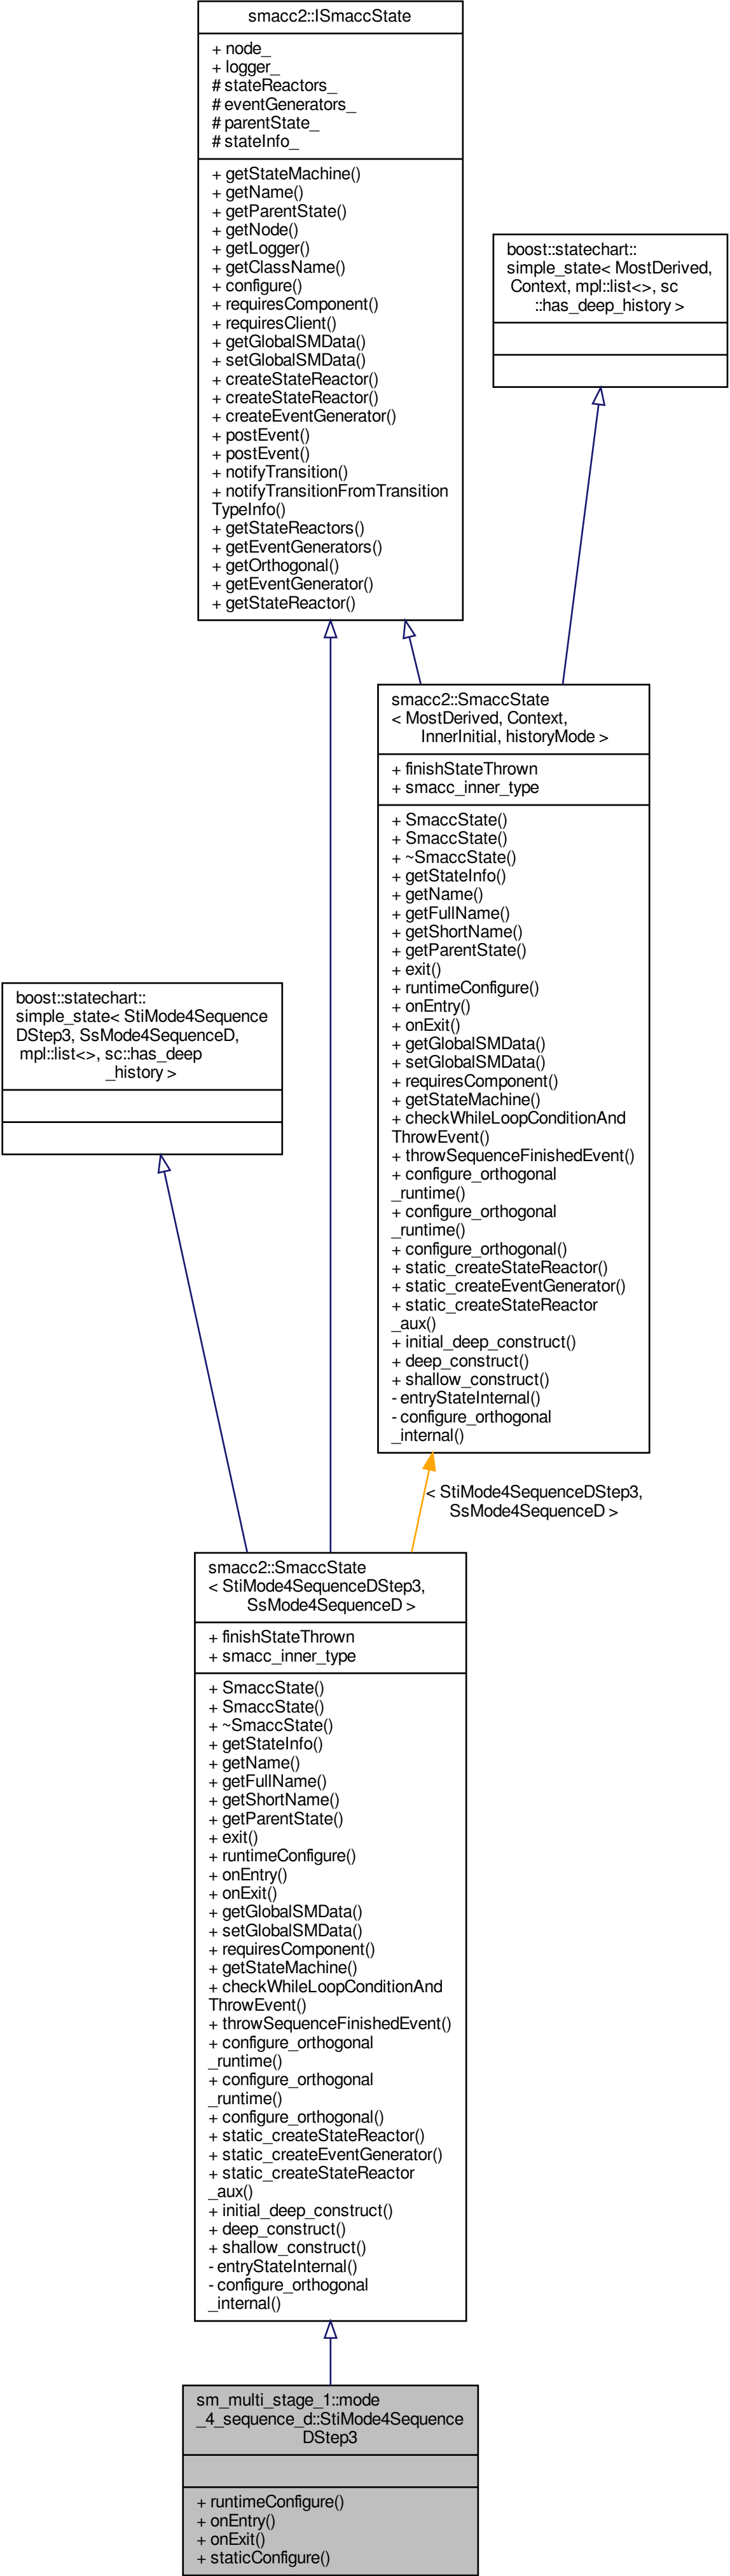 smacc2::ISmaccState
+ node_
+ logger_
# stateReactors_
# eventGenerators_
# parentState_
# stateInfo_
+ getStateMachine()
+ getName()
+ getParentState()
+ getNode()
+ getLogger()
+ getClassName()
+ configure()
+ requiresComponent()
+ requiresClient()
+ getGlobalSMData()
+ setGlobalSMData()
+ createStateReactor()
+ createStateReactor()
+ createEventGenerator()
+ postEvent()
+ postEvent()
+ notifyTransition()
+ notifyTransitionFromTransition
TypeInfo()
+ getStateReactors()
+ getEventGenerators()
+ getOrthogonal()
+ getEventGenerator()
+ getStateReactor()
boost::statechart::
simple_state< MostDerived,
Context, mpl::list<>, sc
::has_deep_history >
smacc2::SmaccState
< MostDerived, Context,
InnerInitial, historyMode >
+ finishStateThrown
+ smacc_inner_type
+ SmaccState()
+ SmaccState()
+ ~SmaccState()
+ getStateInfo()
+ getName()
+ getFullName()
+ getShortName()
+ getParentState()
+ exit()
+ runtimeConfigure()
+ onEntry()
+ onExit()
+ getGlobalSMData()
+ setGlobalSMData()
+ requiresComponent()
+ getStateMachine()
+ checkWhileLoopConditionAnd
ThrowEvent()
+ throwSequenceFinishedEvent()
+ configure_orthogonal
_runtime()
+ configure_orthogonal
_runtime()
+ configure_orthogonal()
+ static_createStateReactor()
+ static_createEventGenerator()
+ static_createStateReactor
_aux()
+ initial_deep_construct()
+ deep_construct()
+ shallow_construct()
- entryStateInternal()
- configure_orthogonal
_internal()
boost::statechart::
simple_state< StiMode4Sequence
DStep3, SsMode4SequenceD,
mpl::list<>, sc::has_deep
_history >
< StiMode4SequenceDStep3,
SsMode4SequenceD >
smacc2::SmaccState
< StiMode4SequenceDStep3,
SsMode4SequenceD >
+ finishStateThrown
+ smacc_inner_type
+ SmaccState()
+ SmaccState()
+ ~SmaccState()
+ getStateInfo()
+ getName()
+ getFullName()
+ getShortName()
+ getParentState()
+ exit()
+ runtimeConfigure()
+ onEntry()
+ onExit()
+ getGlobalSMData()
+ setGlobalSMData()
+ requiresComponent()
+ getStateMachine()
+ checkWhileLoopConditionAnd
ThrowEvent()
+ throwSequenceFinishedEvent()
+ configure_orthogonal
_runtime()
+ configure_orthogonal
_runtime()
+ configure_orthogonal()
+ static_createStateReactor()
+ static_createEventGenerator()
+ static_createStateReactor
_aux()
+ initial_deep_construct()
+ deep_construct()
+ shallow_construct()
- entryStateInternal()
- configure_orthogonal
_internal()
sm_multi_stage_1::mode
_4_sequence_d::StiMode4Sequence
DStep3
+ runtimeConfigure()
+ onEntry()
+ onExit()
+ staticConfigure()